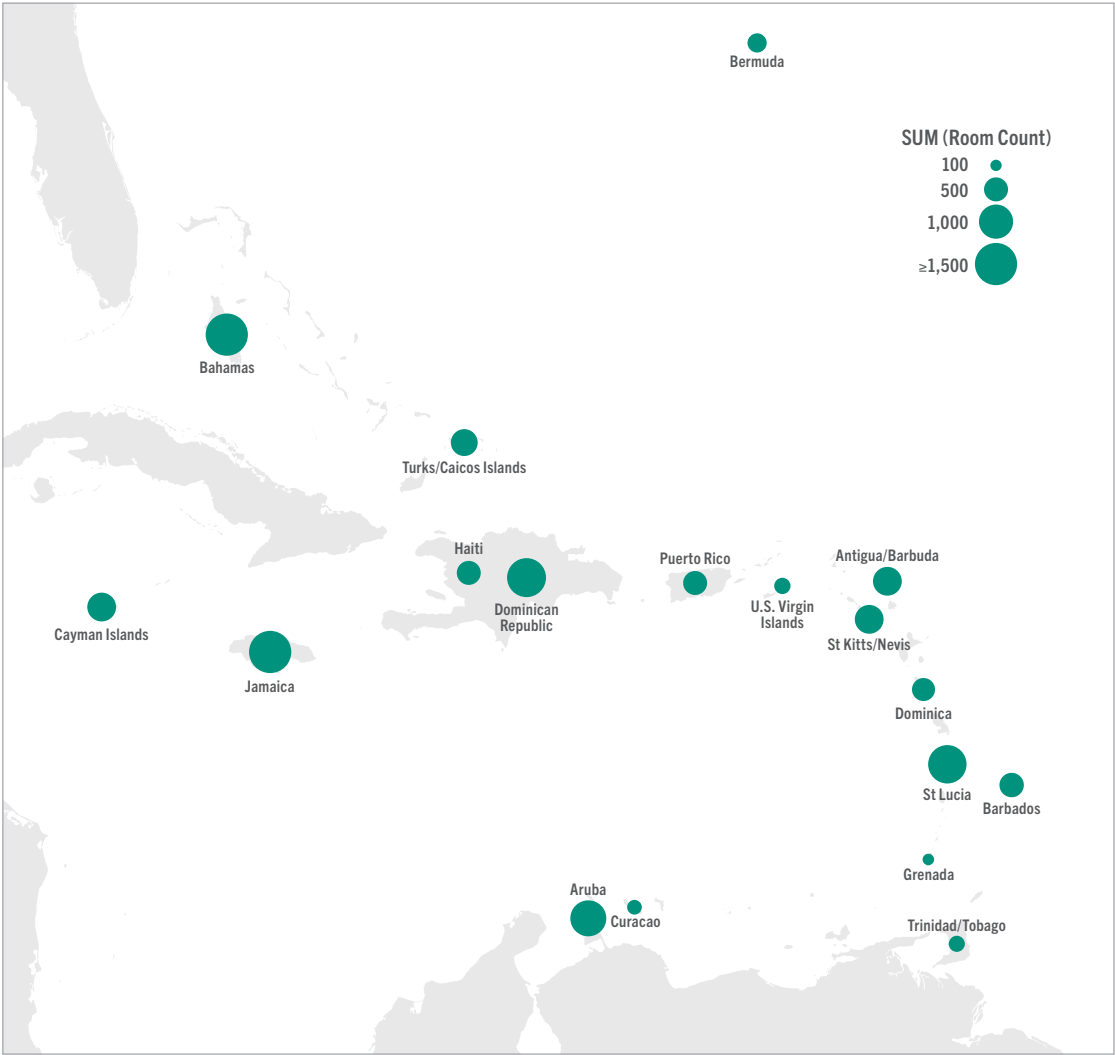 Bermuda
SUM (Room Count)
100
500
1,000
≥1,500
Bahamas
Turks/Caicos Islands
Haiti
Dominican
Republic
Puerto Rico
U.S. Virgin
Islands
Antigua/Barbuda
St Kitts/Nevis
Cayman Islands
Jamaica
Dominica
St Lucia
Barbados
Grenada
Aruba
Curacao
Trinidad/Tobago